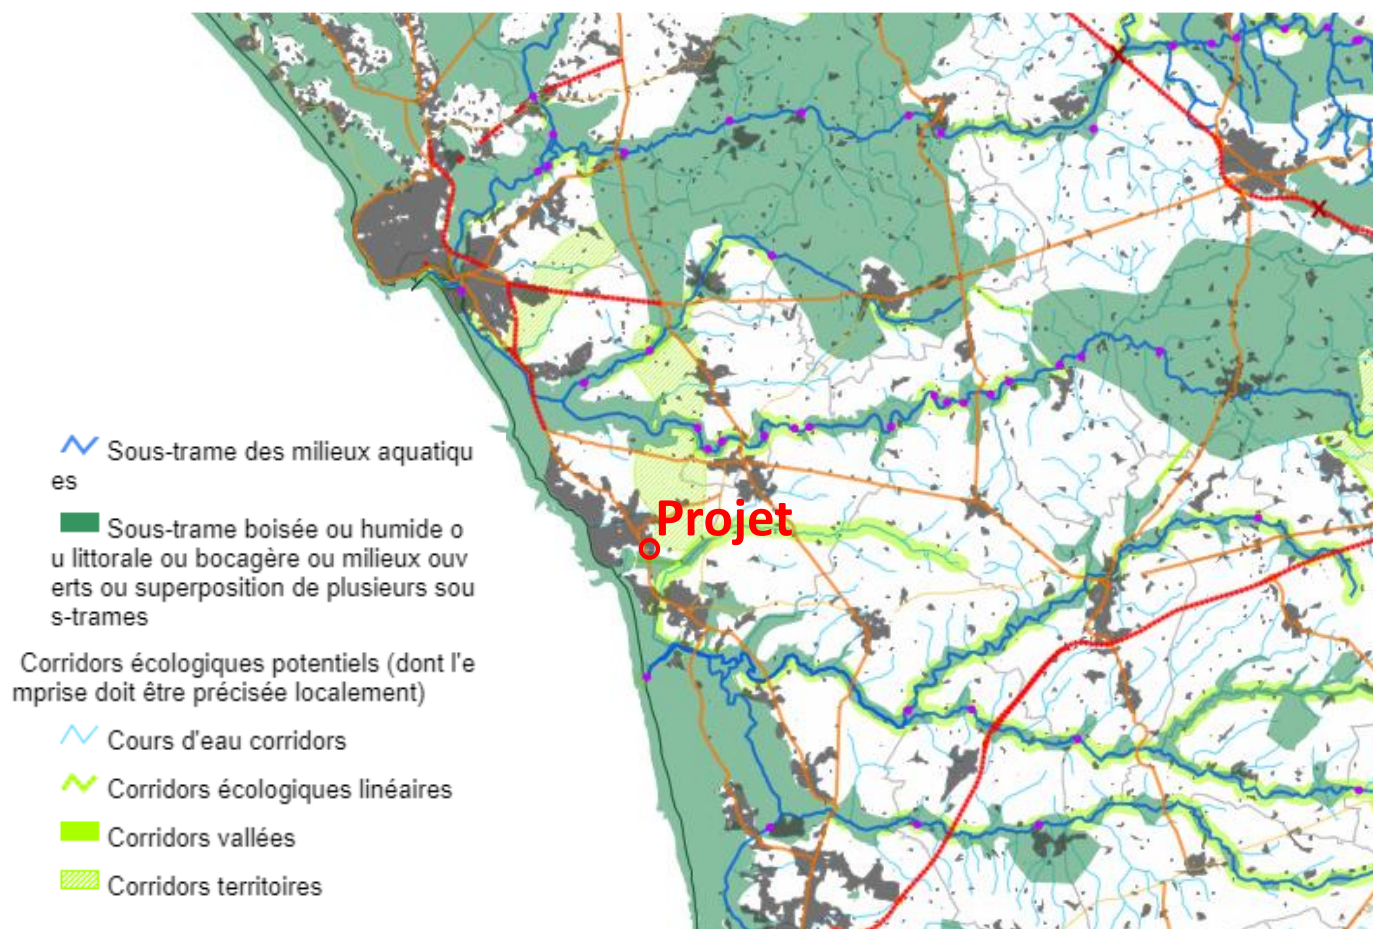 Projet
Sous-trame des milieux aquatiqu
es
Sous-trame boisée ou humide o
u littorale ou bocagère ou milieux ouv
erts ou superposition de plusieurs sou
s-trames
Corridors écologiques potentiels (dont l'e
mprise doit être précisée localement)
Cours d'eau corridors
Corridors écologiques linéaires
Corridors vallées
Corridors territoires